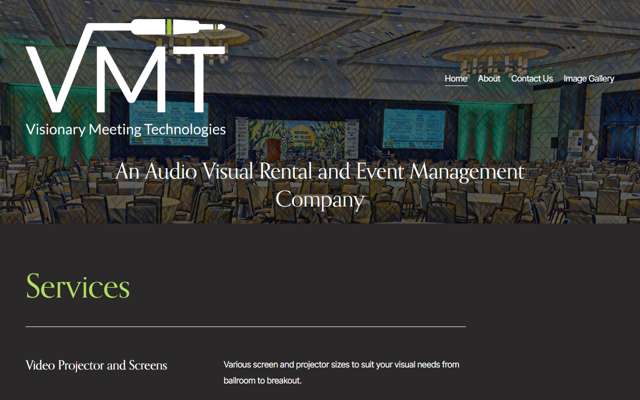 VMT
Visionary Meeting Technologies
Home About Contact Us Image Gallery
An Audio Visual Rental and Event Management
Company
Services
Video Projector and Screens
Various screen and projector sizes to suit your visual needs from
ballroom to breakout.